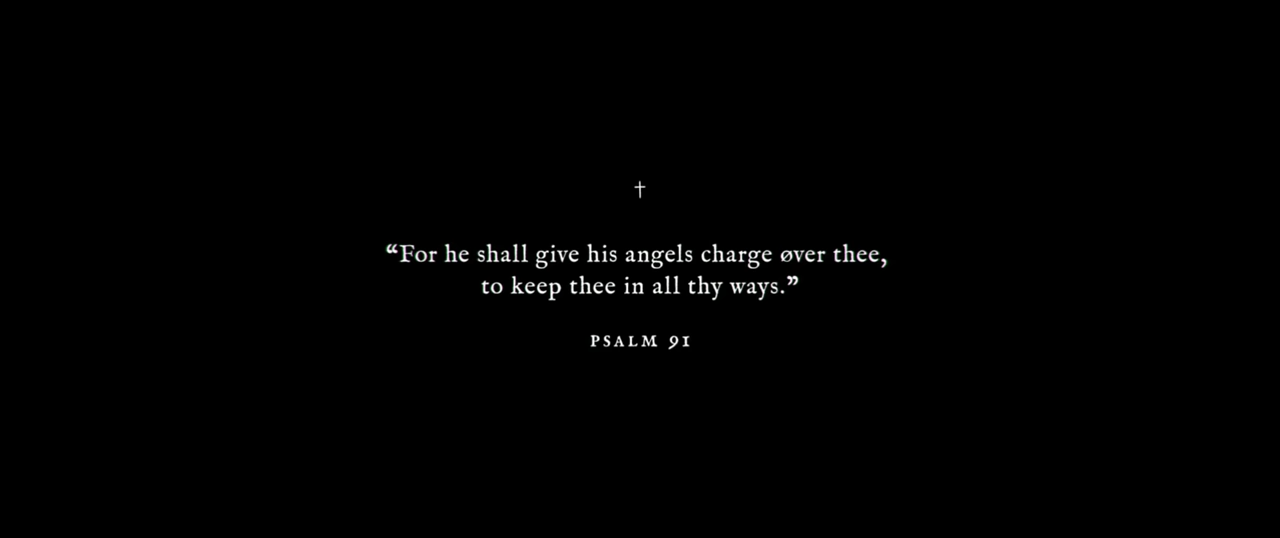 †
“For he shall give his angels charge øver thee,
to keep thee in all thy ways.”
PSALM 91